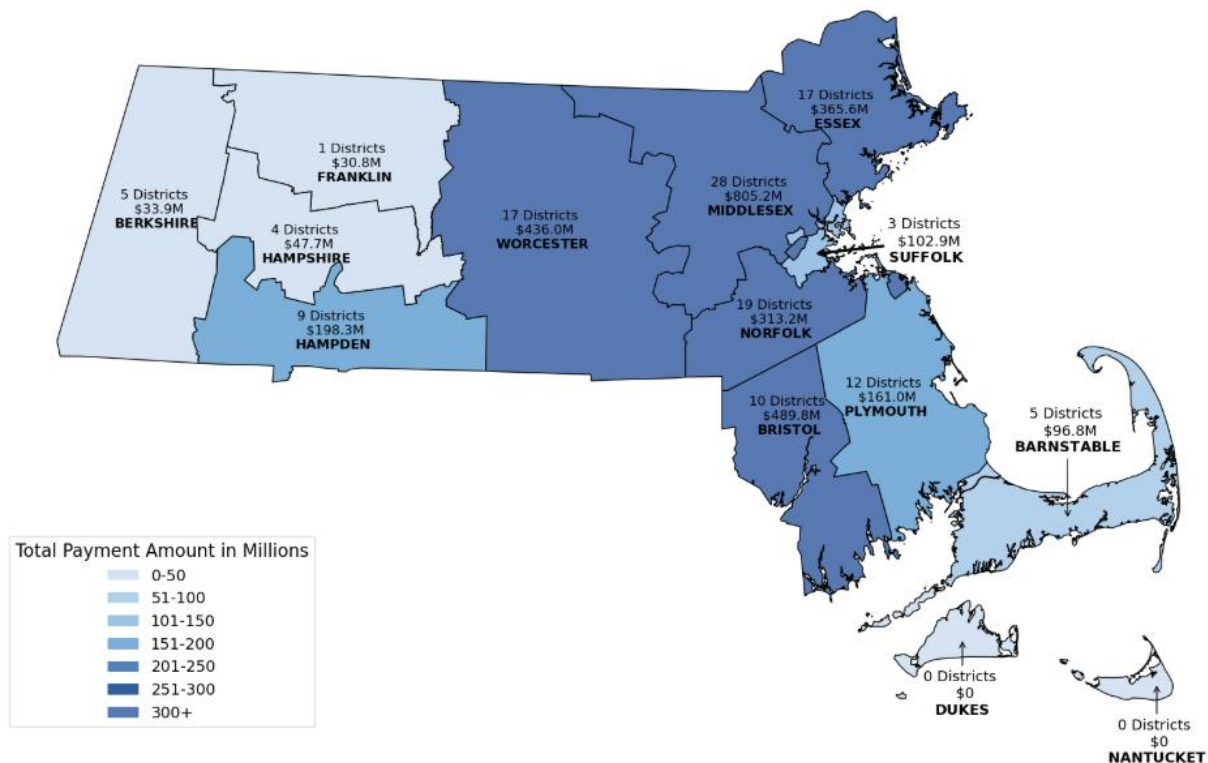 17 Districts
$365.6M
ESSEX
1 Districts
$30.8M
FRANKLIN
28 Districts
$805.2M
MIDDLESEX
5 Districts
$33.9M
BERKSHIRE
17 Districts
$436.0M
WORCESTER
4 Districts
$47.7M
HAMPSHIRE
3 Districts
$102.9M
SUFFOLK
9 Districts
$198.3M
HAMPDEN
19 Districts
$313.2M
NORFOLK
12 Districts
$161.0M
PLYMOUTH
10 Districts
$489.8M
BRISTOL
5 Districts
$96.8M
BARNSTABLE
Total Payment Amount in Millions
0-50
51-100
101-150
151-200
201-250
251-300
300+
0 Districts
$0
DUKES
0 Districts
$0
NANTUCKET